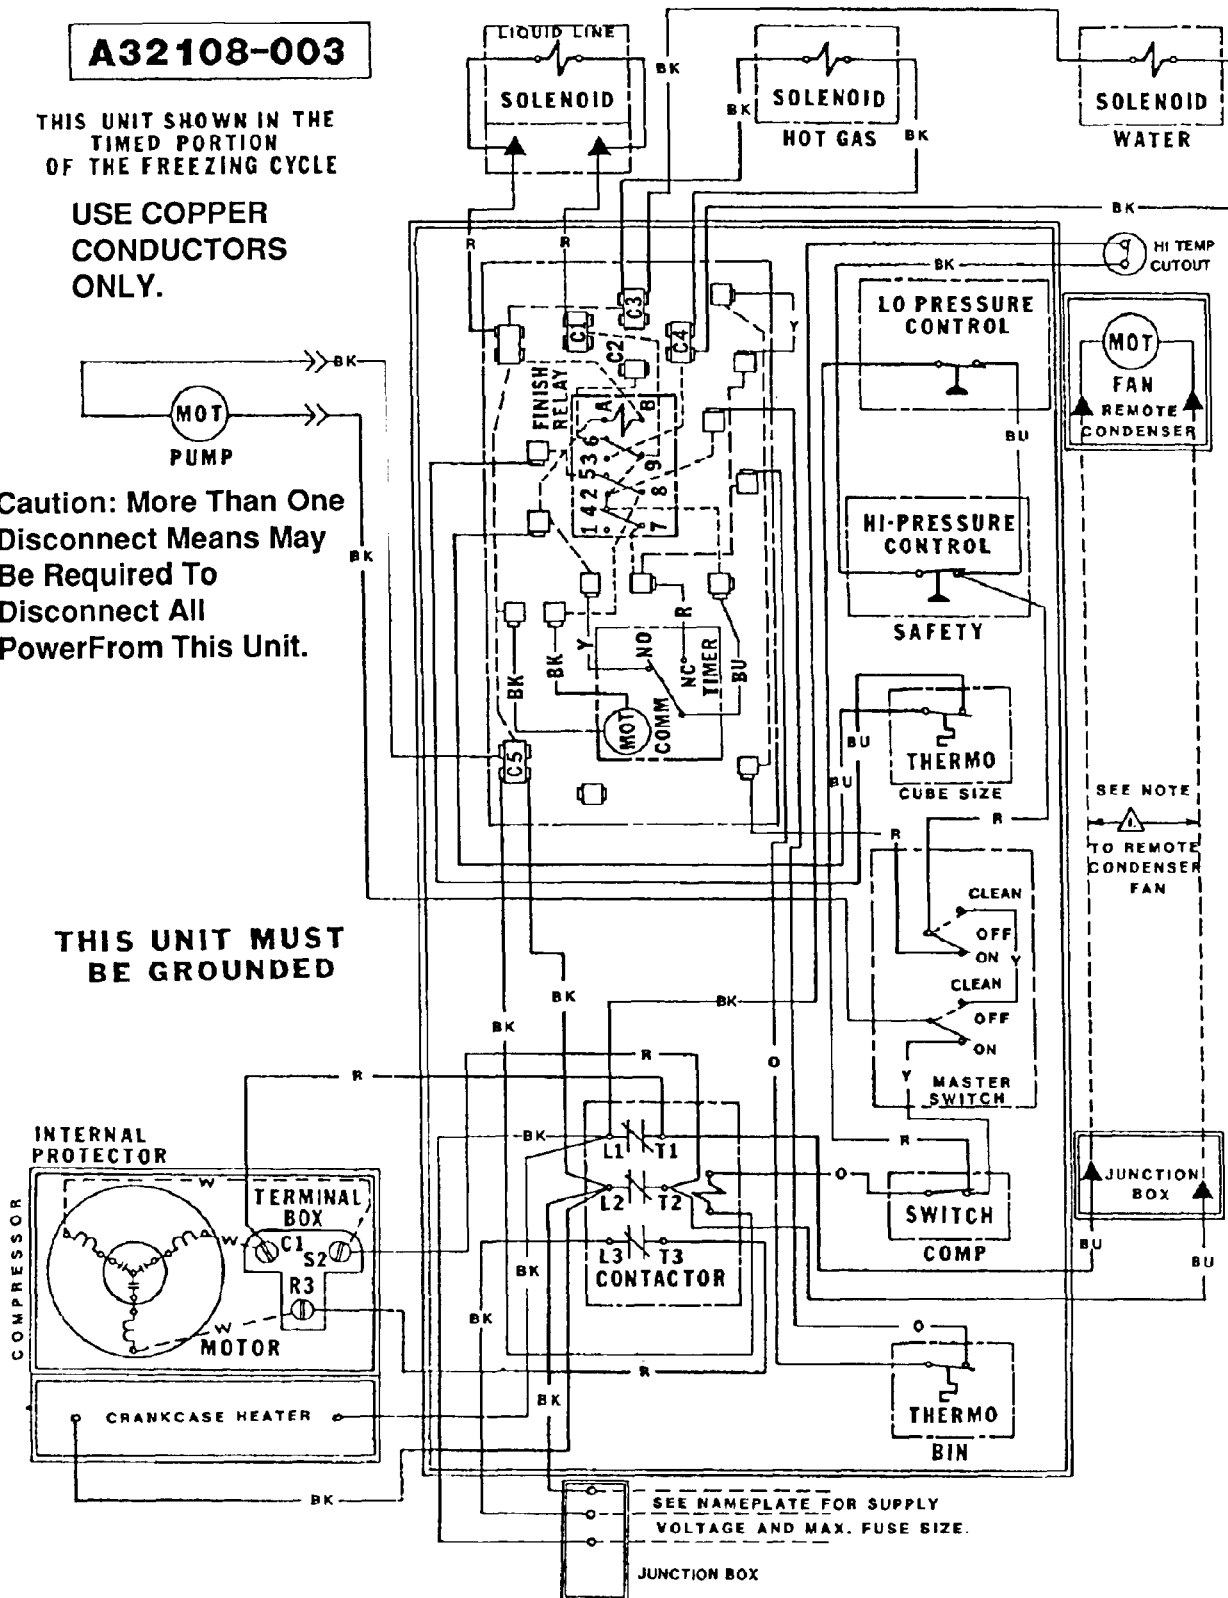 A32108-003
THIS UNIT SHOWN IN THE
TIMED PORTION
OF THE FREEZING CYCLE
USE COPPER
CONDUCTORS
ONLY.
LIQUID LINE
SOLENOID
BK
SOLENOID
HOT GAS
BK
BK
SOLENOID
WATER
R
R
BK
HI TEMP
CUTOUT
BK
LO PRESSURE
CONTROL
BU
MOT
FAN
REMOTE
CONDENSER
BK
MOT
PUMP
BK
Caution: More Than One
Disconnect Means May
Be Required To
Disconnect All
PowerFrom This Unit.
C1
C2
C3
C4
Y
FINISH
RELAY
A
B
6
3
5
9
2
8
4
1
7
HI-PRESSURE
CONTROL
SAFETY
BK
BK
Y
NO
R
NC
TIMER
BU
MOT
COMM
C5
BU
BU
THERMO
CUBE SIZE
R
R
SEE NOTE
1.
TO REMOTE
CONDENSER
FAN
CLEAN
OFF
ON
Y
CLEAN
OFF
ON
Y
MASTER
SWITCH
THIS UNIT MUST
BE GROUNDED
BK
BK
BK
R
R
O
BK
L1
T1
L2
T2
L3
T3
CONTACTOR
R
O
SWITCH
COMP
JUNCTION
BOX
BU
BU
INTERNAL
PROTECTOR
COMPRESSOR
W
W
W
TERMINAL
BOX
C1
S2
R3
MOTOR
BK
BK
BK
R
O
THERMO
BIN
CRANKCASE HEATER
BK
SEE NAMEPLATE FOR SUPPLY
VOLTAGE AND MAX. FUSE SIZE.
JUNCTION BOX